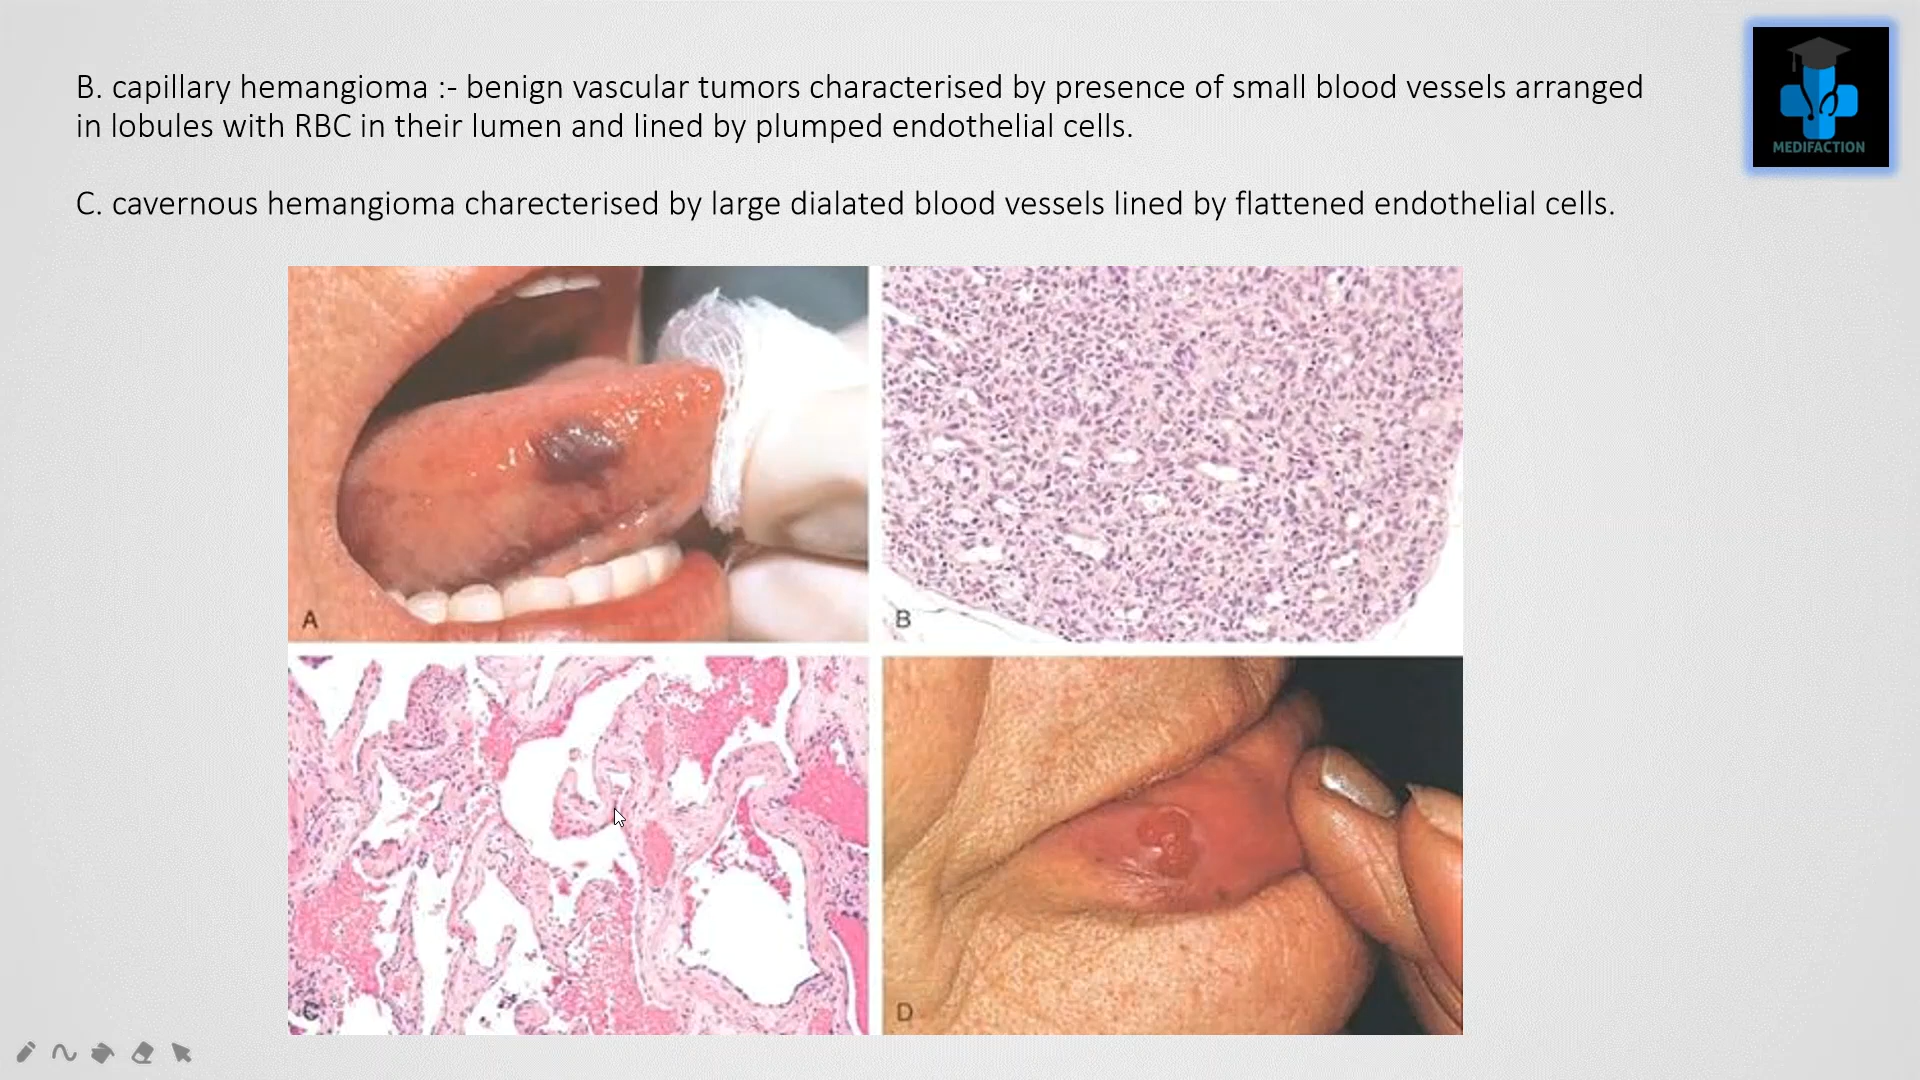 B. capillary hemangioma :- benign vascular tumors characterised by presence of small blood vessels arranged
in lobules with RBC in their lumen and lined by plumped endothelial cells.
C. cavernous hemangioma charecterised by large dialated blood vessels lined by flattened endothelial cells.
MEDIFACTION
A
B
C
D